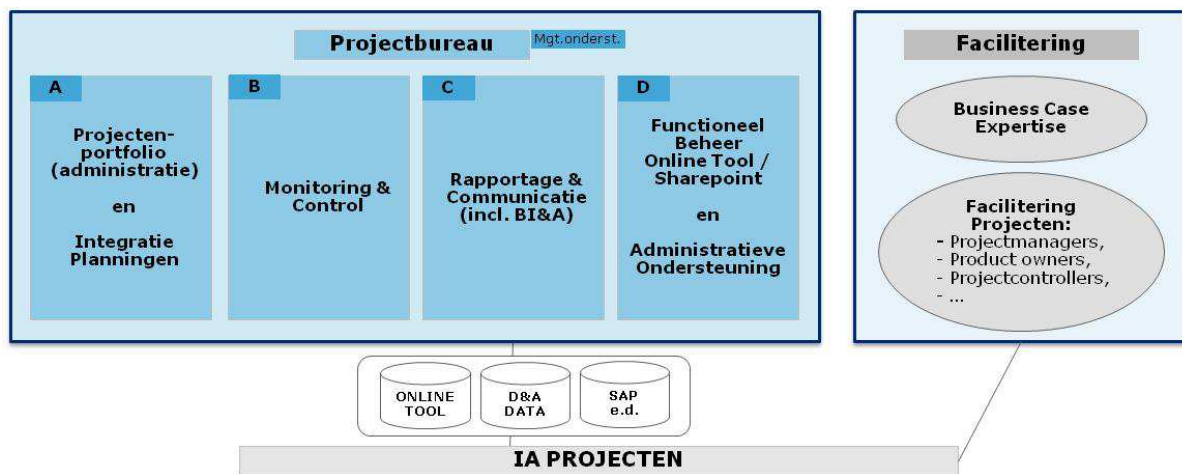 Projectbureau
Mgt.onderst.
A
Projecten-
portfolio
(administratie)
en
Integratie
Planningen
B
Monitoring &
Control
C
Rapportage &
Communicatie
(incl. BI&A)
D
Functioneel
Beheer
Online Tool /
Sharepoint
en
Administratieve
Ondersteuning
Facilitering
Business Case
Expertise
Facilitering
Projecten:
- Projectmanagers,
- Product owners,
- Projectcontrollers,
- ...
ONLINE
TOOL
D&A
DATA
SAP
e.d.
IA PROJECTEN